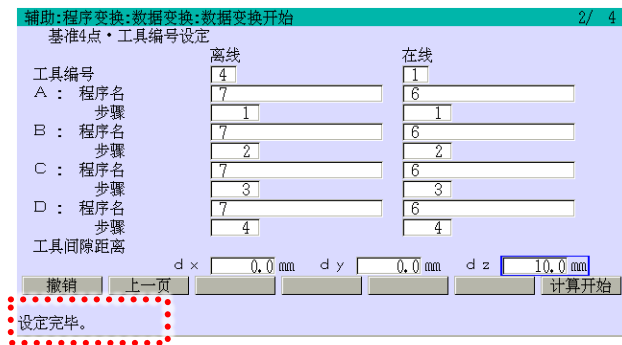 辅助:程序变换:数据变换:数据变换开始 2/ 4
基准4点・工具编号设定
离线 在线
工具编号 4 1
A : 程序名 7 6
步骤 1 1
B : 程序名 7 6
步骤 2 2
C : 程序名 7 6
步骤 3 3
D : 程序名 7 6
步骤 4 4
工具间隙距离
dx 0.0 mm dy 0.0 mm dz 10.0 mm
撤销 上一页 计算开始
设定完毕。